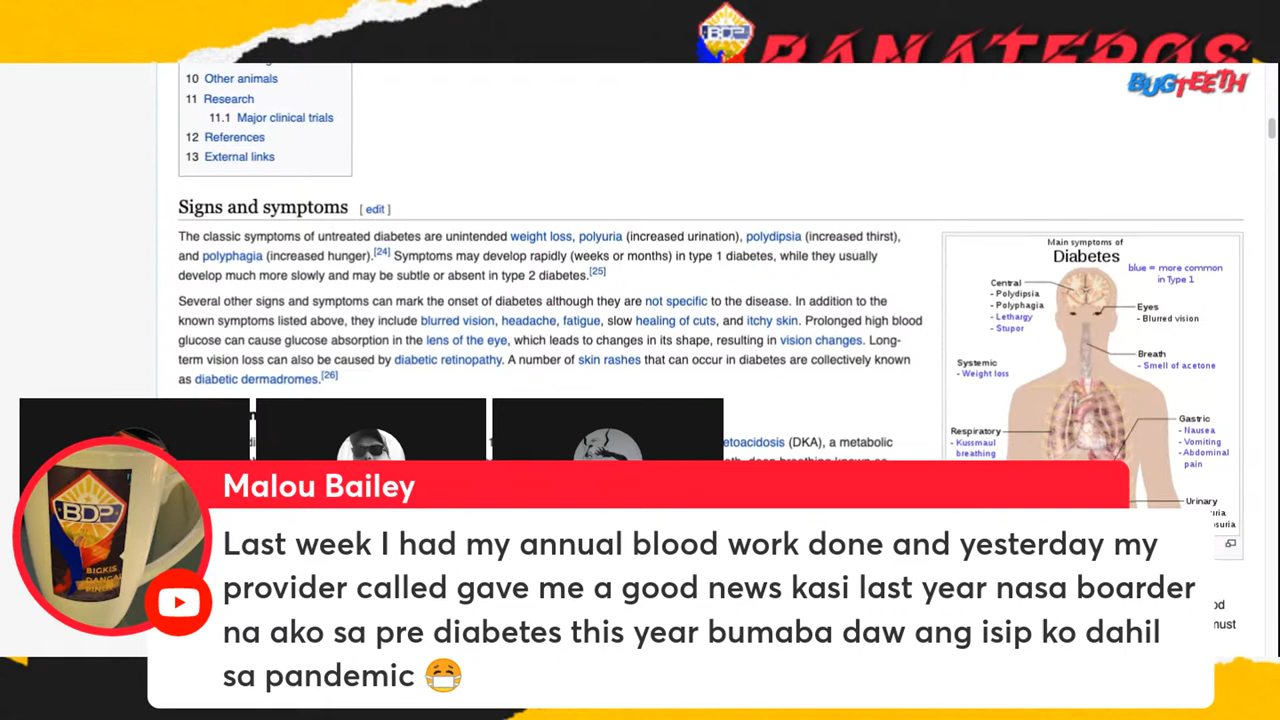 BDP
BANATEROS
BUGTEETH
10 Other animals
11 Research
11.1 Major clinical trials
12 References
13 External links
Signs and symptoms [ edit ]
The classic symptoms of untreated diabetes are unintended weight loss, polyuria (increased urination), polydipsia (increased thirst),
and polyphagia (increased hunger).[24] Symptoms may develop rapidly (weeks or months) in type 1 diabetes, while they usually
develop much more slowly and may be subtle or absent in type 2 diabetes.[25]
Several other signs and symptoms can mark the onset of diabetes although they are not specific to the disease. In addition to the
known symptoms listed above, they include blurred vision, headache, fatigue, slow healing of cuts, and itchy skin. Prolonged high blood
glucose can cause glucose absorption in the lens of the eye, which leads to changes in its shape, resulting in vision changes. Long-
term vision loss can also be caused by diabetic retinopathy. A number of skin rashes that can occur in diabetes are collectively known
as diabetic dermadromes.[26]
etoacidosis (DKA), a metabolic
Main symptoms of
Diabetes
blue = more common
in Type 1
Central
- Polydipsia
- Polyphagia
- Lethargy
- Stupor
Eyes
- Blurred vision
Breath
- Smell of acetone
Systemic
- Weight loss
Respiratory
- Kussmaul
breathing
Gastric
- Nausea
- Vomiting
- Abdominal
pain
Urinary
uria
osuria
od
must
BDP
BIGKIS
DANGAL
Malou Bailey
Last week I had my annual blood work done and yesterday my
provider called gave me a good news kasi last year nasa boarder
na ako sa pre diabetes this year bumaba daw ang isip ko dahil
sa pandemic 😷